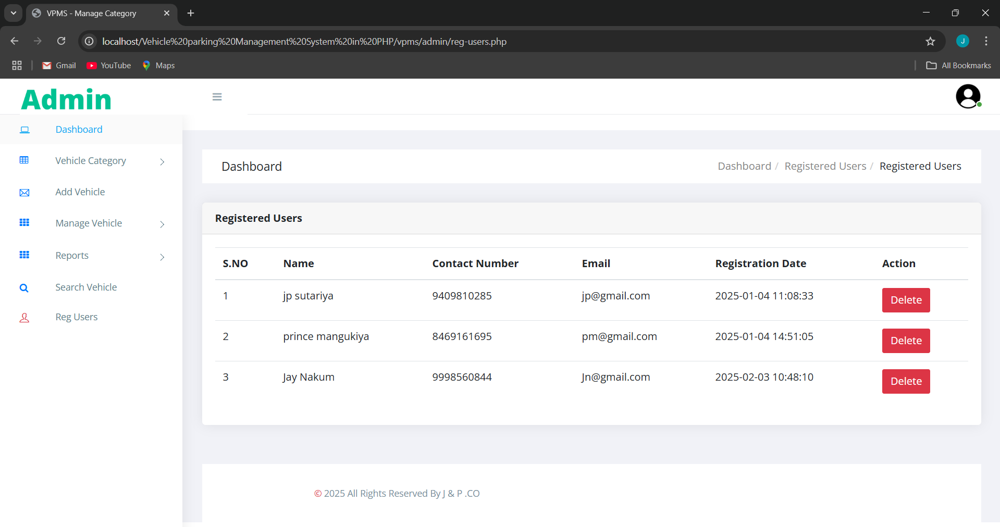 VPMS - Manage Category
localhost/Vehicle%20parking%20Management%20System%20in%20PHP/vpms/admin/reg-users.php
J
Gmail YouTube Maps All Bookmarks
Admin
Dashboard
Vehicle Category
Add Vehicle
Manage Vehicle
Reports
Search Vehicle
Reg Users
Dashboard
Dashboard / Registered Users / Registered Users
Registered Users
S.NO Name Contact Number Email Registration Date Action
1 jp sutariya 9409810285 jp@gmail.com 2025-01-04 11:08:33 Delete
2 prince mangukiya 8469161695 pm@gmail.com 2025-01-04 14:51:05 Delete
3 Jay Nakum 9998560844 Jn@gmail.com 2025-02-03 10:48:10 Delete
© 2025 All Rights Reserved By J & P .CO